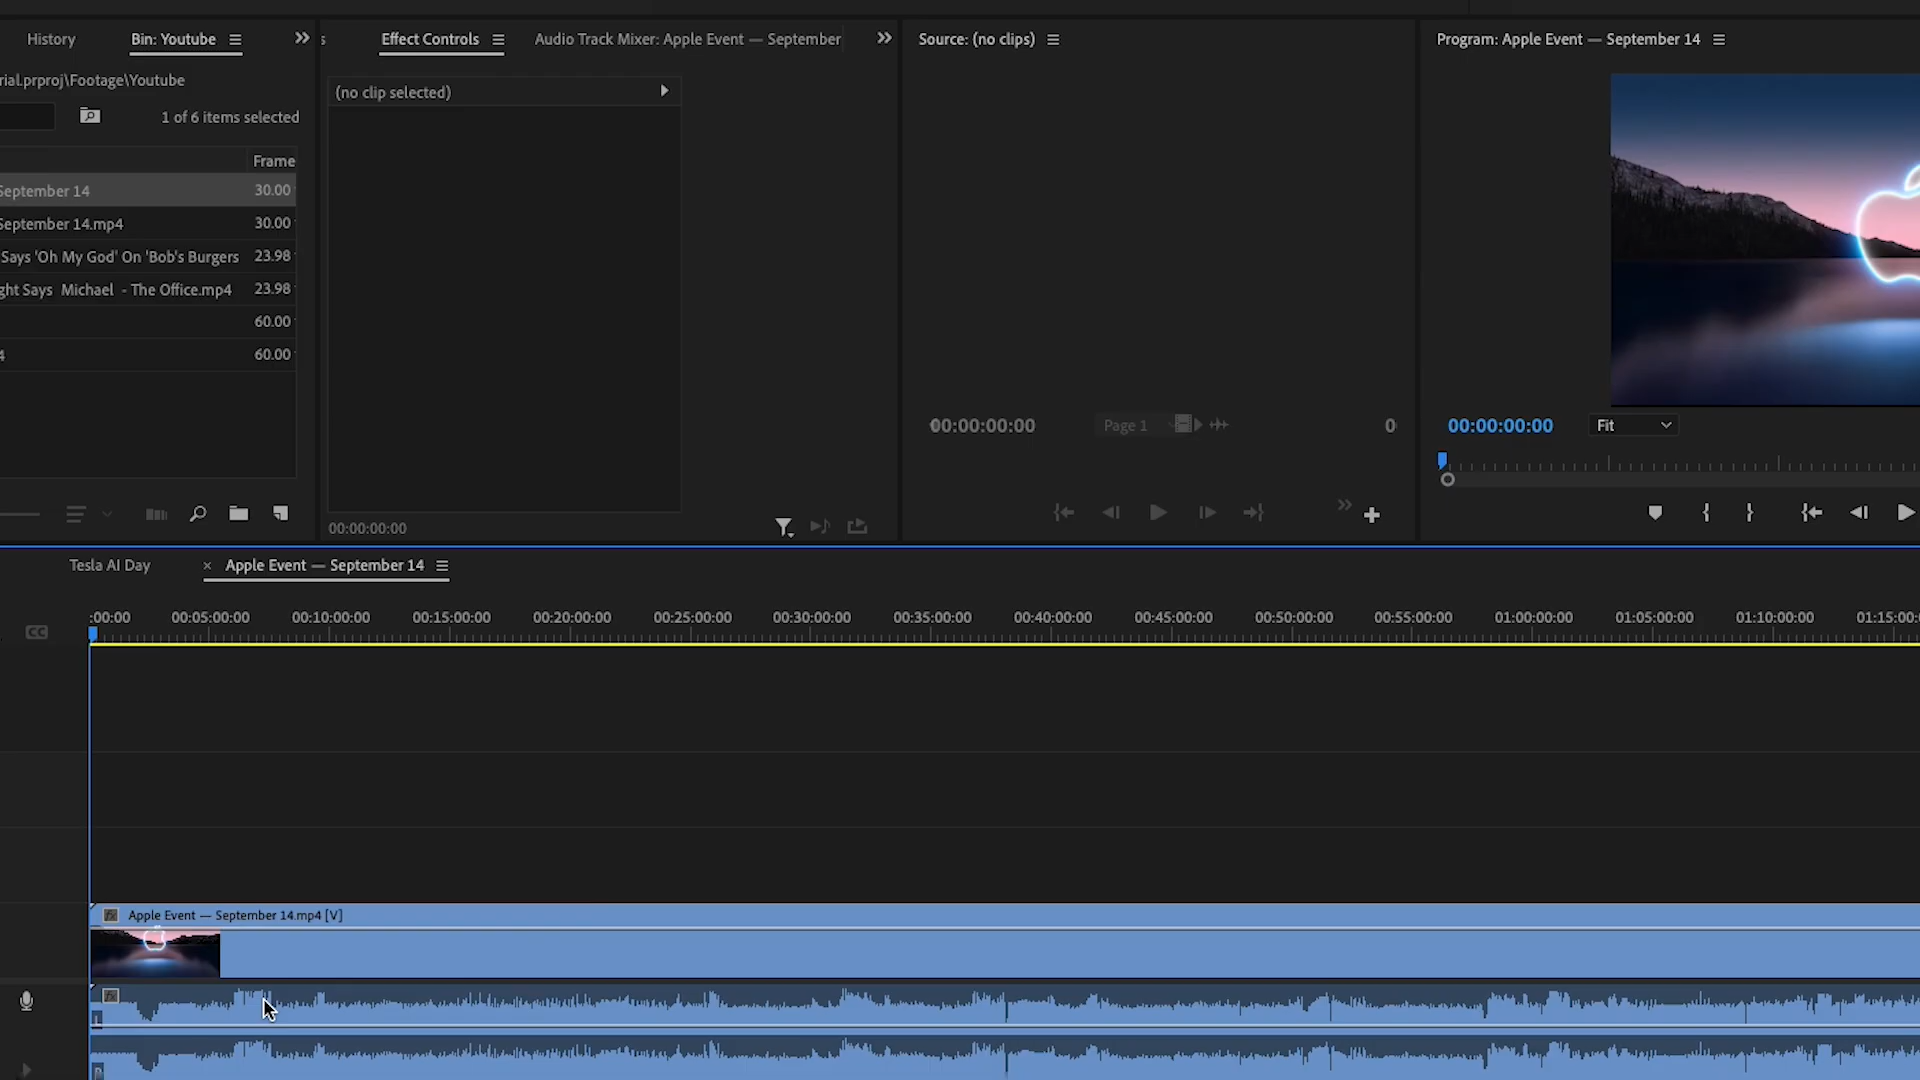 History
Bin: Youtube
Effect Controls
Audio Track Mixer: Apple Event — September
Source: (no clips)
Program: Apple Event — September 14
rial.prproj\Footage\Youtube
(no clip selected)
1 of 6 items selected
Frame
September 14 30.00
September 14.mp4 30.00
Says 'Oh My God' On 'Bob's Burgers 23.98
ght Says Michael - The Office.mp4 23.98
60.00
4 60.00
00:00:00:00
Page 1
0
00:00:00:00
Fit
00:00:00:00
Tesla AI Day
× Apple Event — September 14
CC
:00:00 00:05:00:00 00:10:00:00 00:15:00:00 00:20:00:00 00:25:00:00 00:30:00:00 00:35:00:00 00:40:00:00 00:45:00:00 00:50:00:00 00:55:00:00 01:00:00:00 01:05:00:00 01:10:00:00 01:15:00:
fx Apple Event — September 14.mp4 [V]
fx
L
R